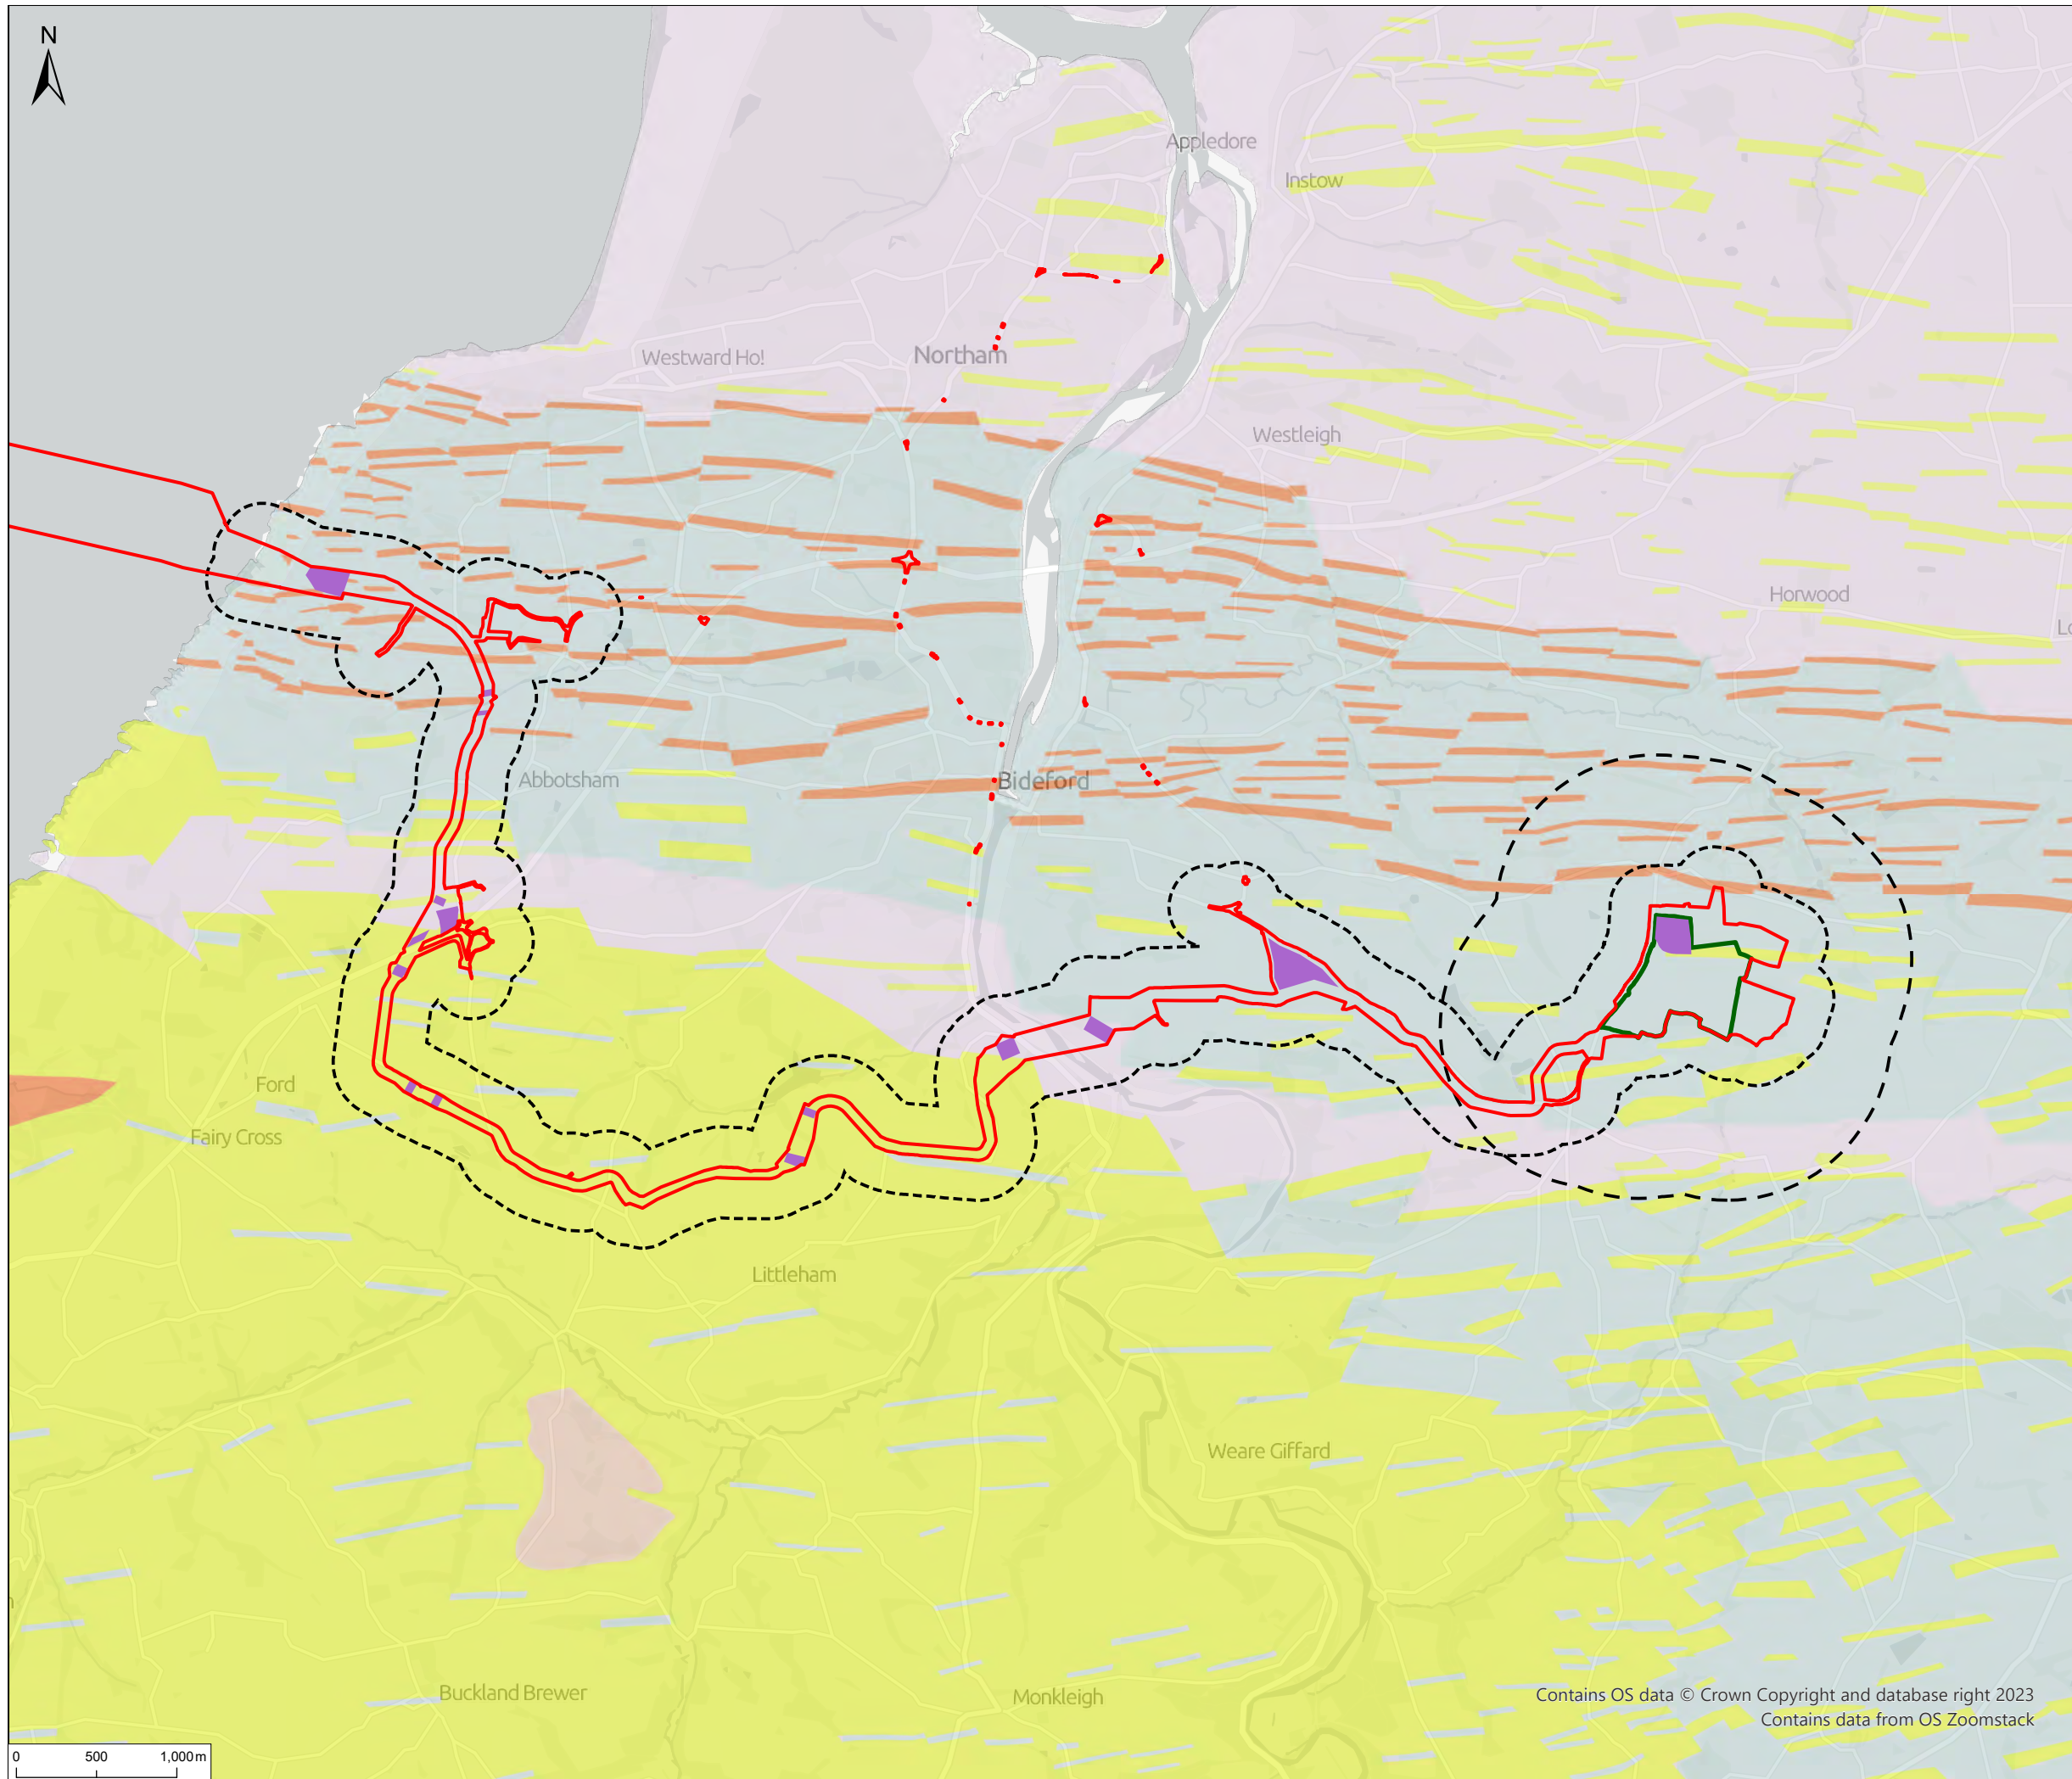 N
Appledore
Instow
Westward Ho!
Northam
Westleigh
Horwood
Abbotsham
Bideford
Ford
Fairy Cross
Littleham
Weare Giffard
Buckland Brewer
Monkleigh
Contains OS data © Crown Copyright and database right 2023
Contains data from OS Zoomstack
0 500 1,000 m